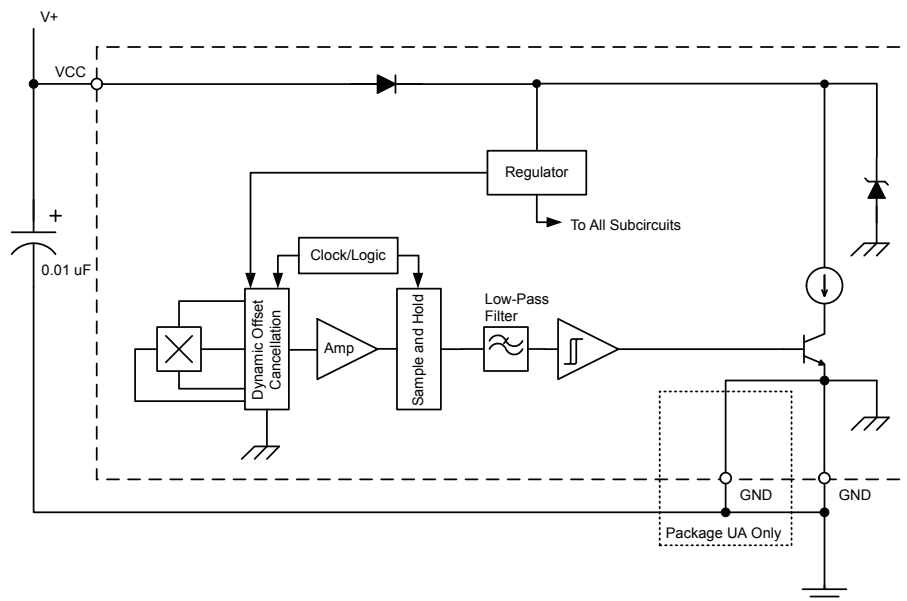 V+
VCC
Regulator
To All Subcircuits
+
0.01 uF
Clock/Logic
Dynamic Offset
Cancellation
Amp
Sample and Hold
Low-Pass
Filter
GND
GND
Package UA Only